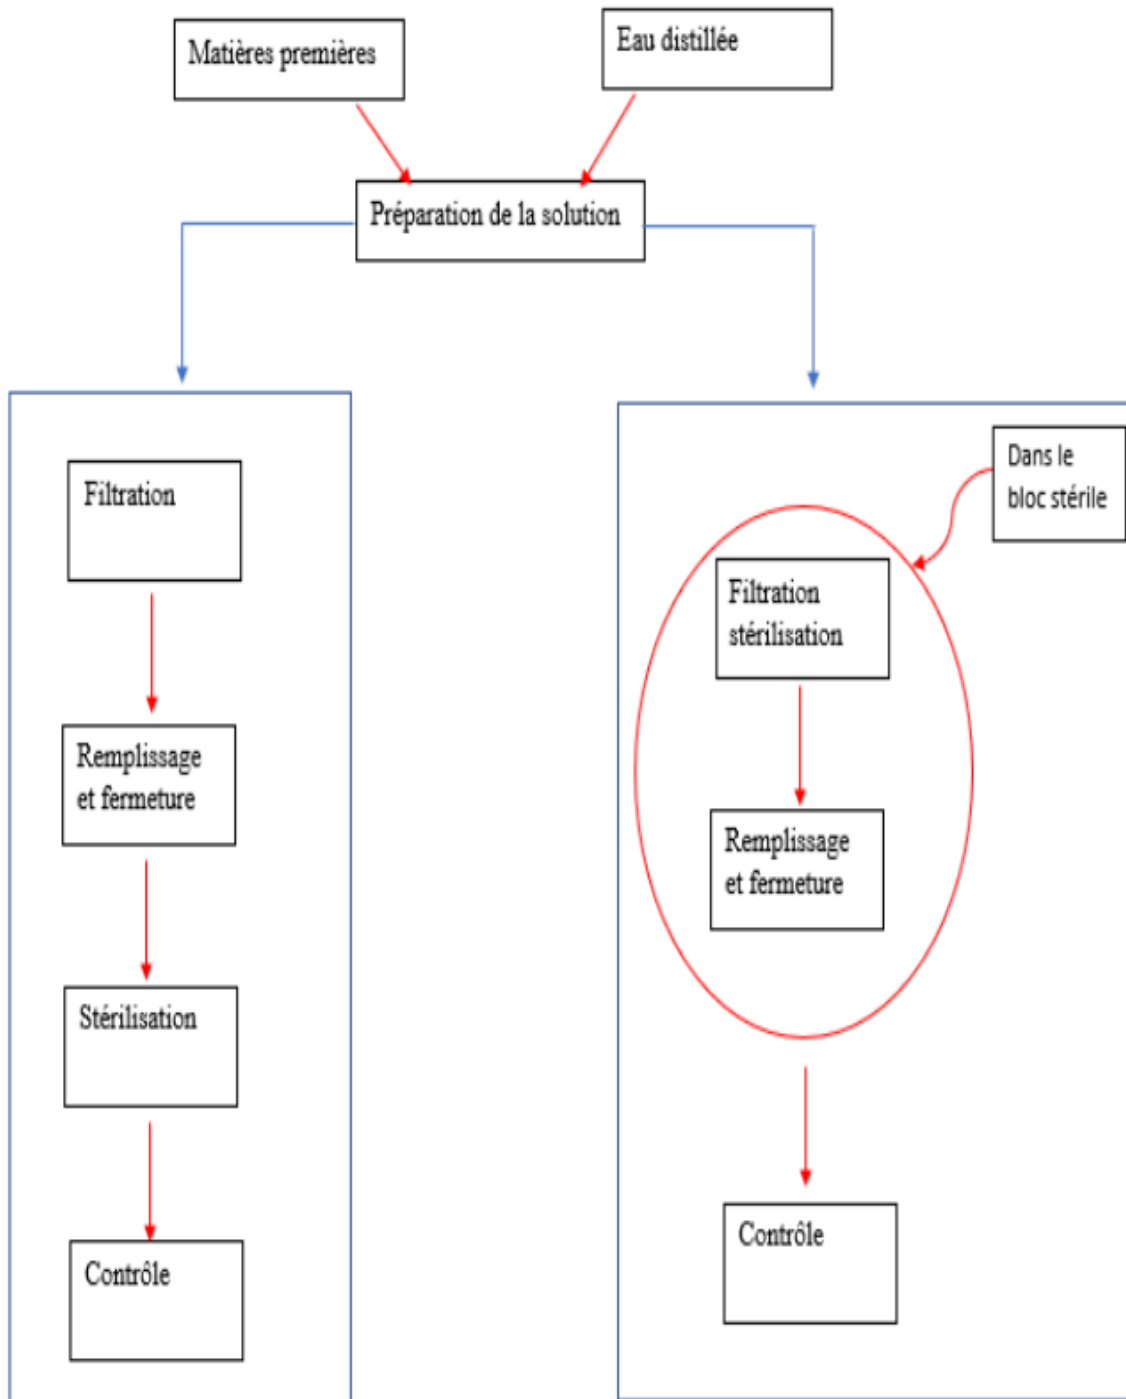 Matières premières
Eau distillée
Préparation de la solution
Filtration
Remplissage
et fermeture
Stérilisation
Contrôle
Dans le
bloc stérile
Filtration
stérilisation
Remplissage
et fermeture
Contrôle